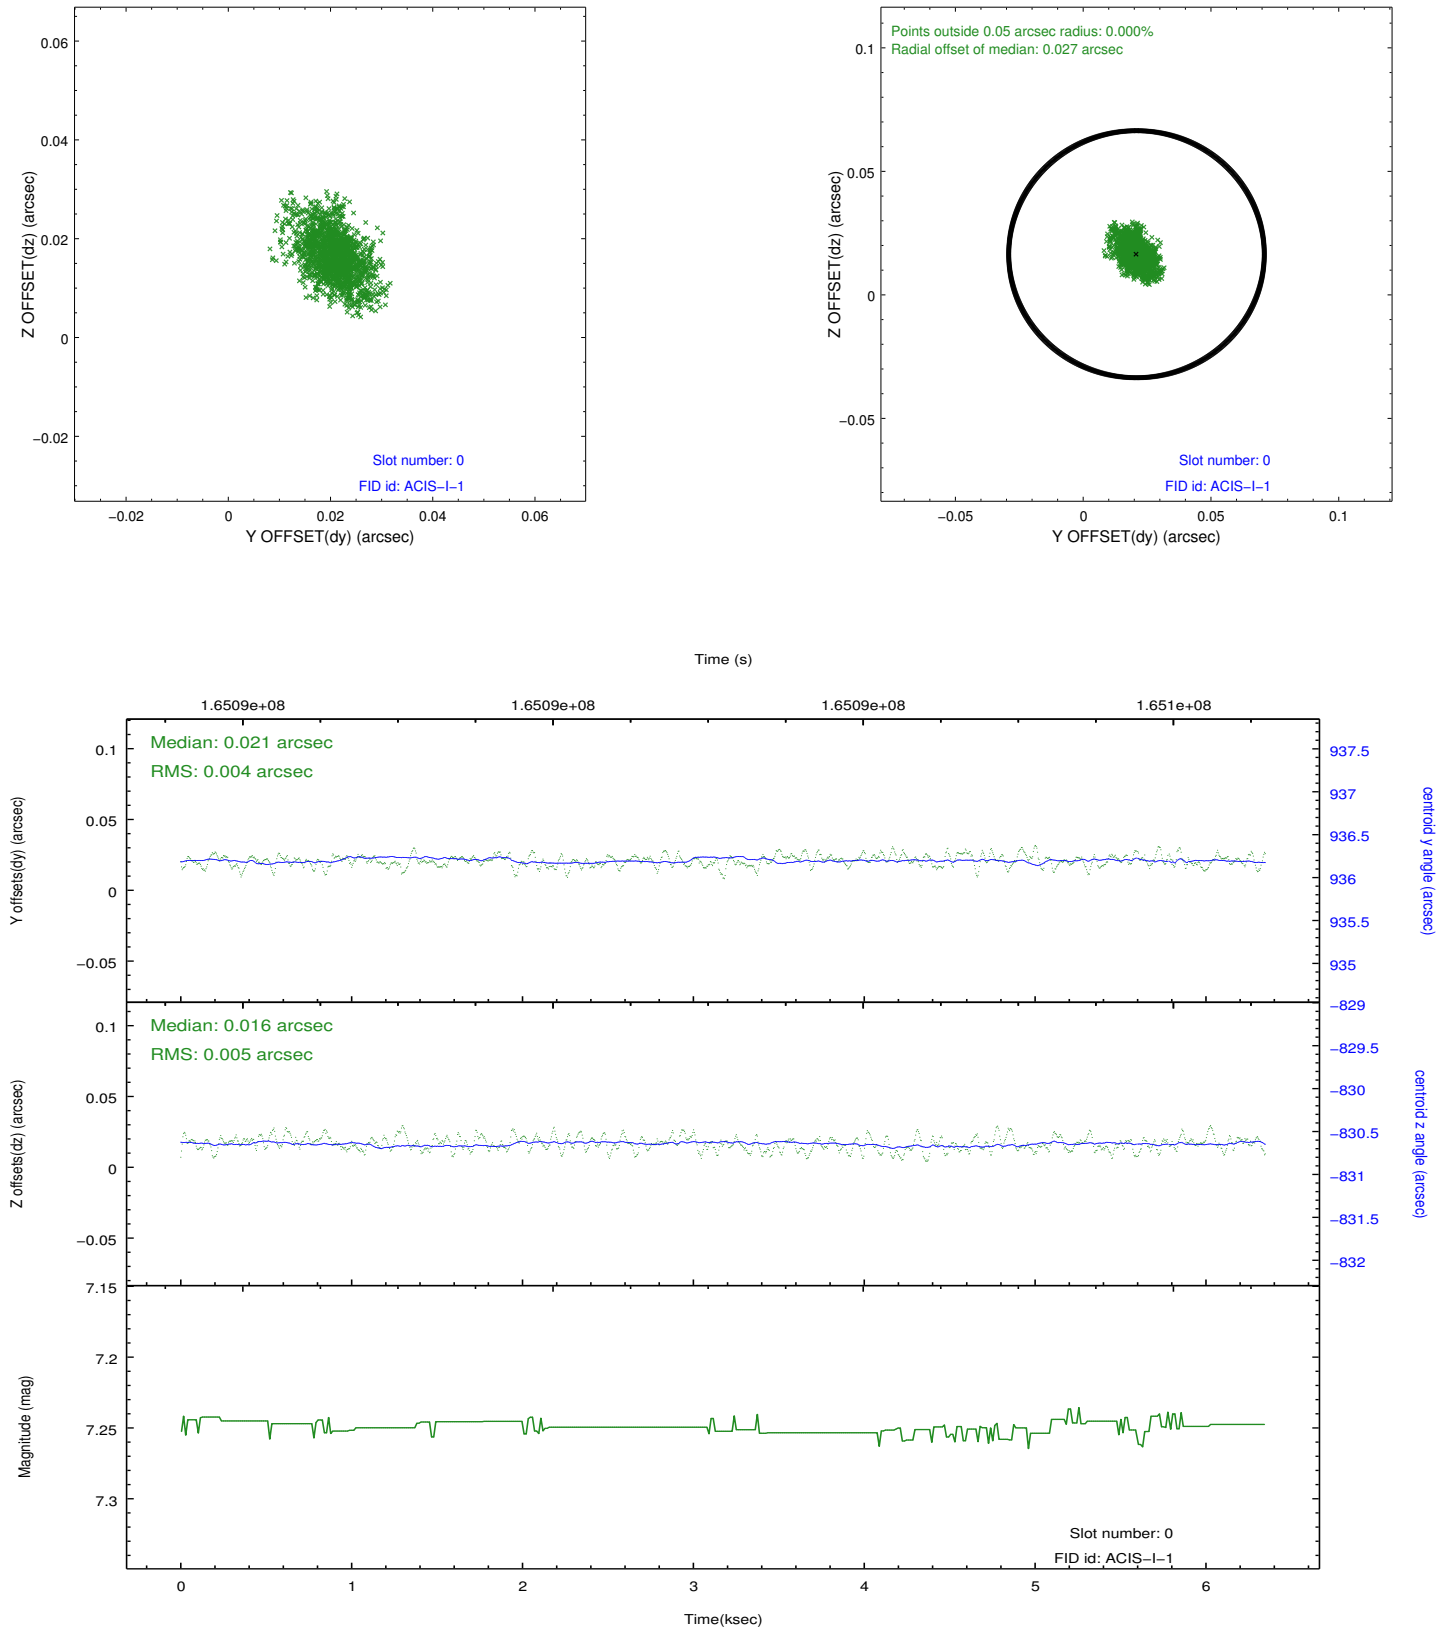 0.06
0.04
0.02
0
−0.02
Z OFFSET(dz) (arcsec)
Slot number: 0
FID id: ACIS−I−1
−0.02 0 0.02 0.04 0.06
Y OFFSET(dy) (arcsec)
Points outside 0.05 arcsec radius: 0.000%
Radial offset of median: 0.027 arcsec
0.1
0.05
0
−0.05
Z OFFSET(dz) (arcsec)
Slot number: 0
FID id: ACIS−I−1
−0.05 0 0.05 0.1
Y OFFSET(dy) (arcsec)
Time (s)
1.6509e+08 1.6509e+08 1.6509e+08 1.651e+08
Median: 0.021 arcsec
RMS: 0.004 arcsec
0.1
0.05
0
−0.05
Y offsets(dy) (arcsec)
937.5
937
936.5
936
935.5
935
centroid y angle (arcsec)
Median: 0.016 arcsec
RMS: 0.005 arcsec
0.1
0.05
0
−0.05
Z offsets(dz) (arcsec)
−829
−829.5
−830
−830.5
−831
−831.5
−832
centroid z angle (arcsec)
7.15
7.2
7.25
7.3
Magnitude (mag)
Slot number: 0
FID id: ACIS−I−1
0 1 2 3 4 5 6
Time(ksec)